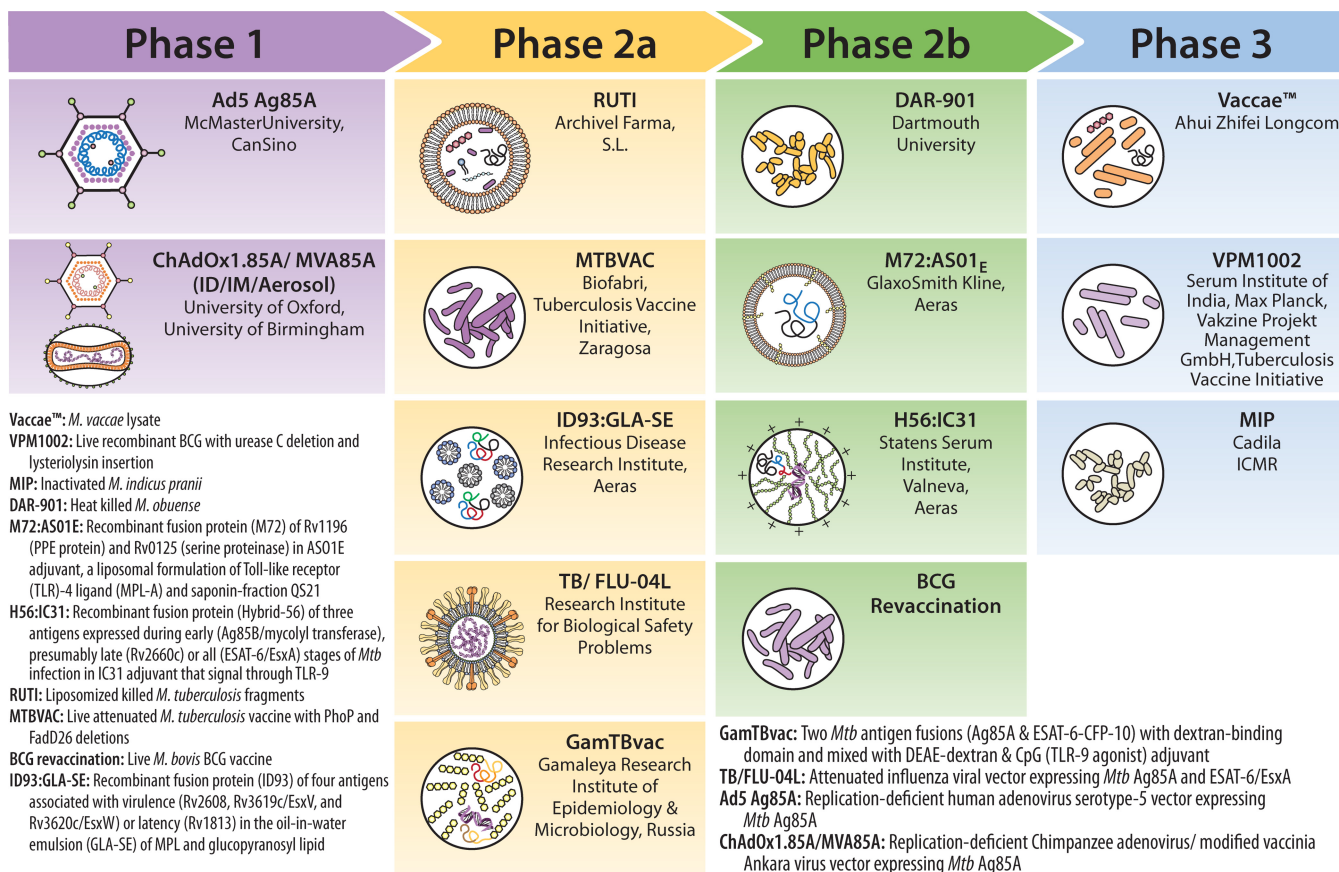 Phase 1
Phase 2a
Phase 2b
Phase 3
Ad5 Ag85A
McMasterUniversity,
CanSino
ChAdOx1.85A/ MVA85A
(ID/IM/Aerosol)
University of Oxford,
University of Birmingham
RUTI
Archivel Farma,
S.L.
MTBVAC
Biofabri,
Tuberculosis Vaccine
Initiative,
Zaragosa
ID93:GLA-SE
Infectious Disease
Research Institute,
Aeras
TB/ FLU-04L
Research Institute
for Biological Safety
Problems
GamTBvac
Gamaleya Research
Institute of
Epidemiology &
Microbiology, Russia
DAR-901
Dartmouth
University
M72:AS01E
GlaxoSmith Kline,
Aeras
H56:IC31
Statens Serum
Institute,
Valneva,
Aeras
BCG
Revaccination
Vaccae™
Ahui Zhifei Longcom
VPM1002
Serum Institute of
India, Max Planck,
Vakzine Projekt
Management
GmbH,Tuberculosis
Vaccine Initiative
MIP
Cadila
ICMR
Vaccae™: M. vaccae lysate
VPM1002: Live recombinant BCG with urease C deletion and
lysteriolysin insertion
MIP: Inactivated M. indicus pranii
DAR-901: Heat killed M. obuense
M72:AS01E: Recombinant fusion protein (M72) of Rv1196
(PPE protein) and Rv0125 (serine proteinase) in ASO1E
adjuvant, a liposomal formulation of Toll-like receptor
(TLR)-4 ligand (MPL-A) and saponin-fraction QS21
H56:IC31: Recombinant fusion protein (Hybrid-56) of three
antigens expressed during early (Ag85B/mycolyl transferase),
presumably late (Rv2660c) or all (ESAT-6/EsxA) stages of Mtb
infection in IC31 adjuvant that signal through TLR-9
RUTI: Liposomized killed M. tuberculosis fragments
MTBVAC: Live attenuated M. tuberculosis vaccine with PhoP and
FadD26 deletions
BCG revaccination: Live M. bovis BCG vaccine
ID93:GLA-SE: Recombinant fusion protein (ID93) of four antigens
associated with virulence (Rv2608, Rv3619c/EsxV, and
Rv3620c/EsxW) or latency (Rv1813) in the oil-in-water
emulsion (GLA-SE) of MPL and glucopyranosyl lipid
GamTBvac: Two Mtb antigen fusions (Ag85A & ESAT-6-CFP-10) with dextran-binding
domain and mixed with DEAE-dextran & CpG (TLR-9 agonist) adjuvant
TB/FLU-04L: Attenuated influenza viral vector expressing Mtb Ag85A and ESAT-6/EsxA
Ad5 Ag85A: Replication-deficient human adenovirus serotype-5 vector expressing
Mtb Ag85A
ChAdOx1.85A/MVA85A: Replication-deficient Chimpanzee adenovirus/ modified vaccinia
Ankara virus vector expressing Mtb Ag85A